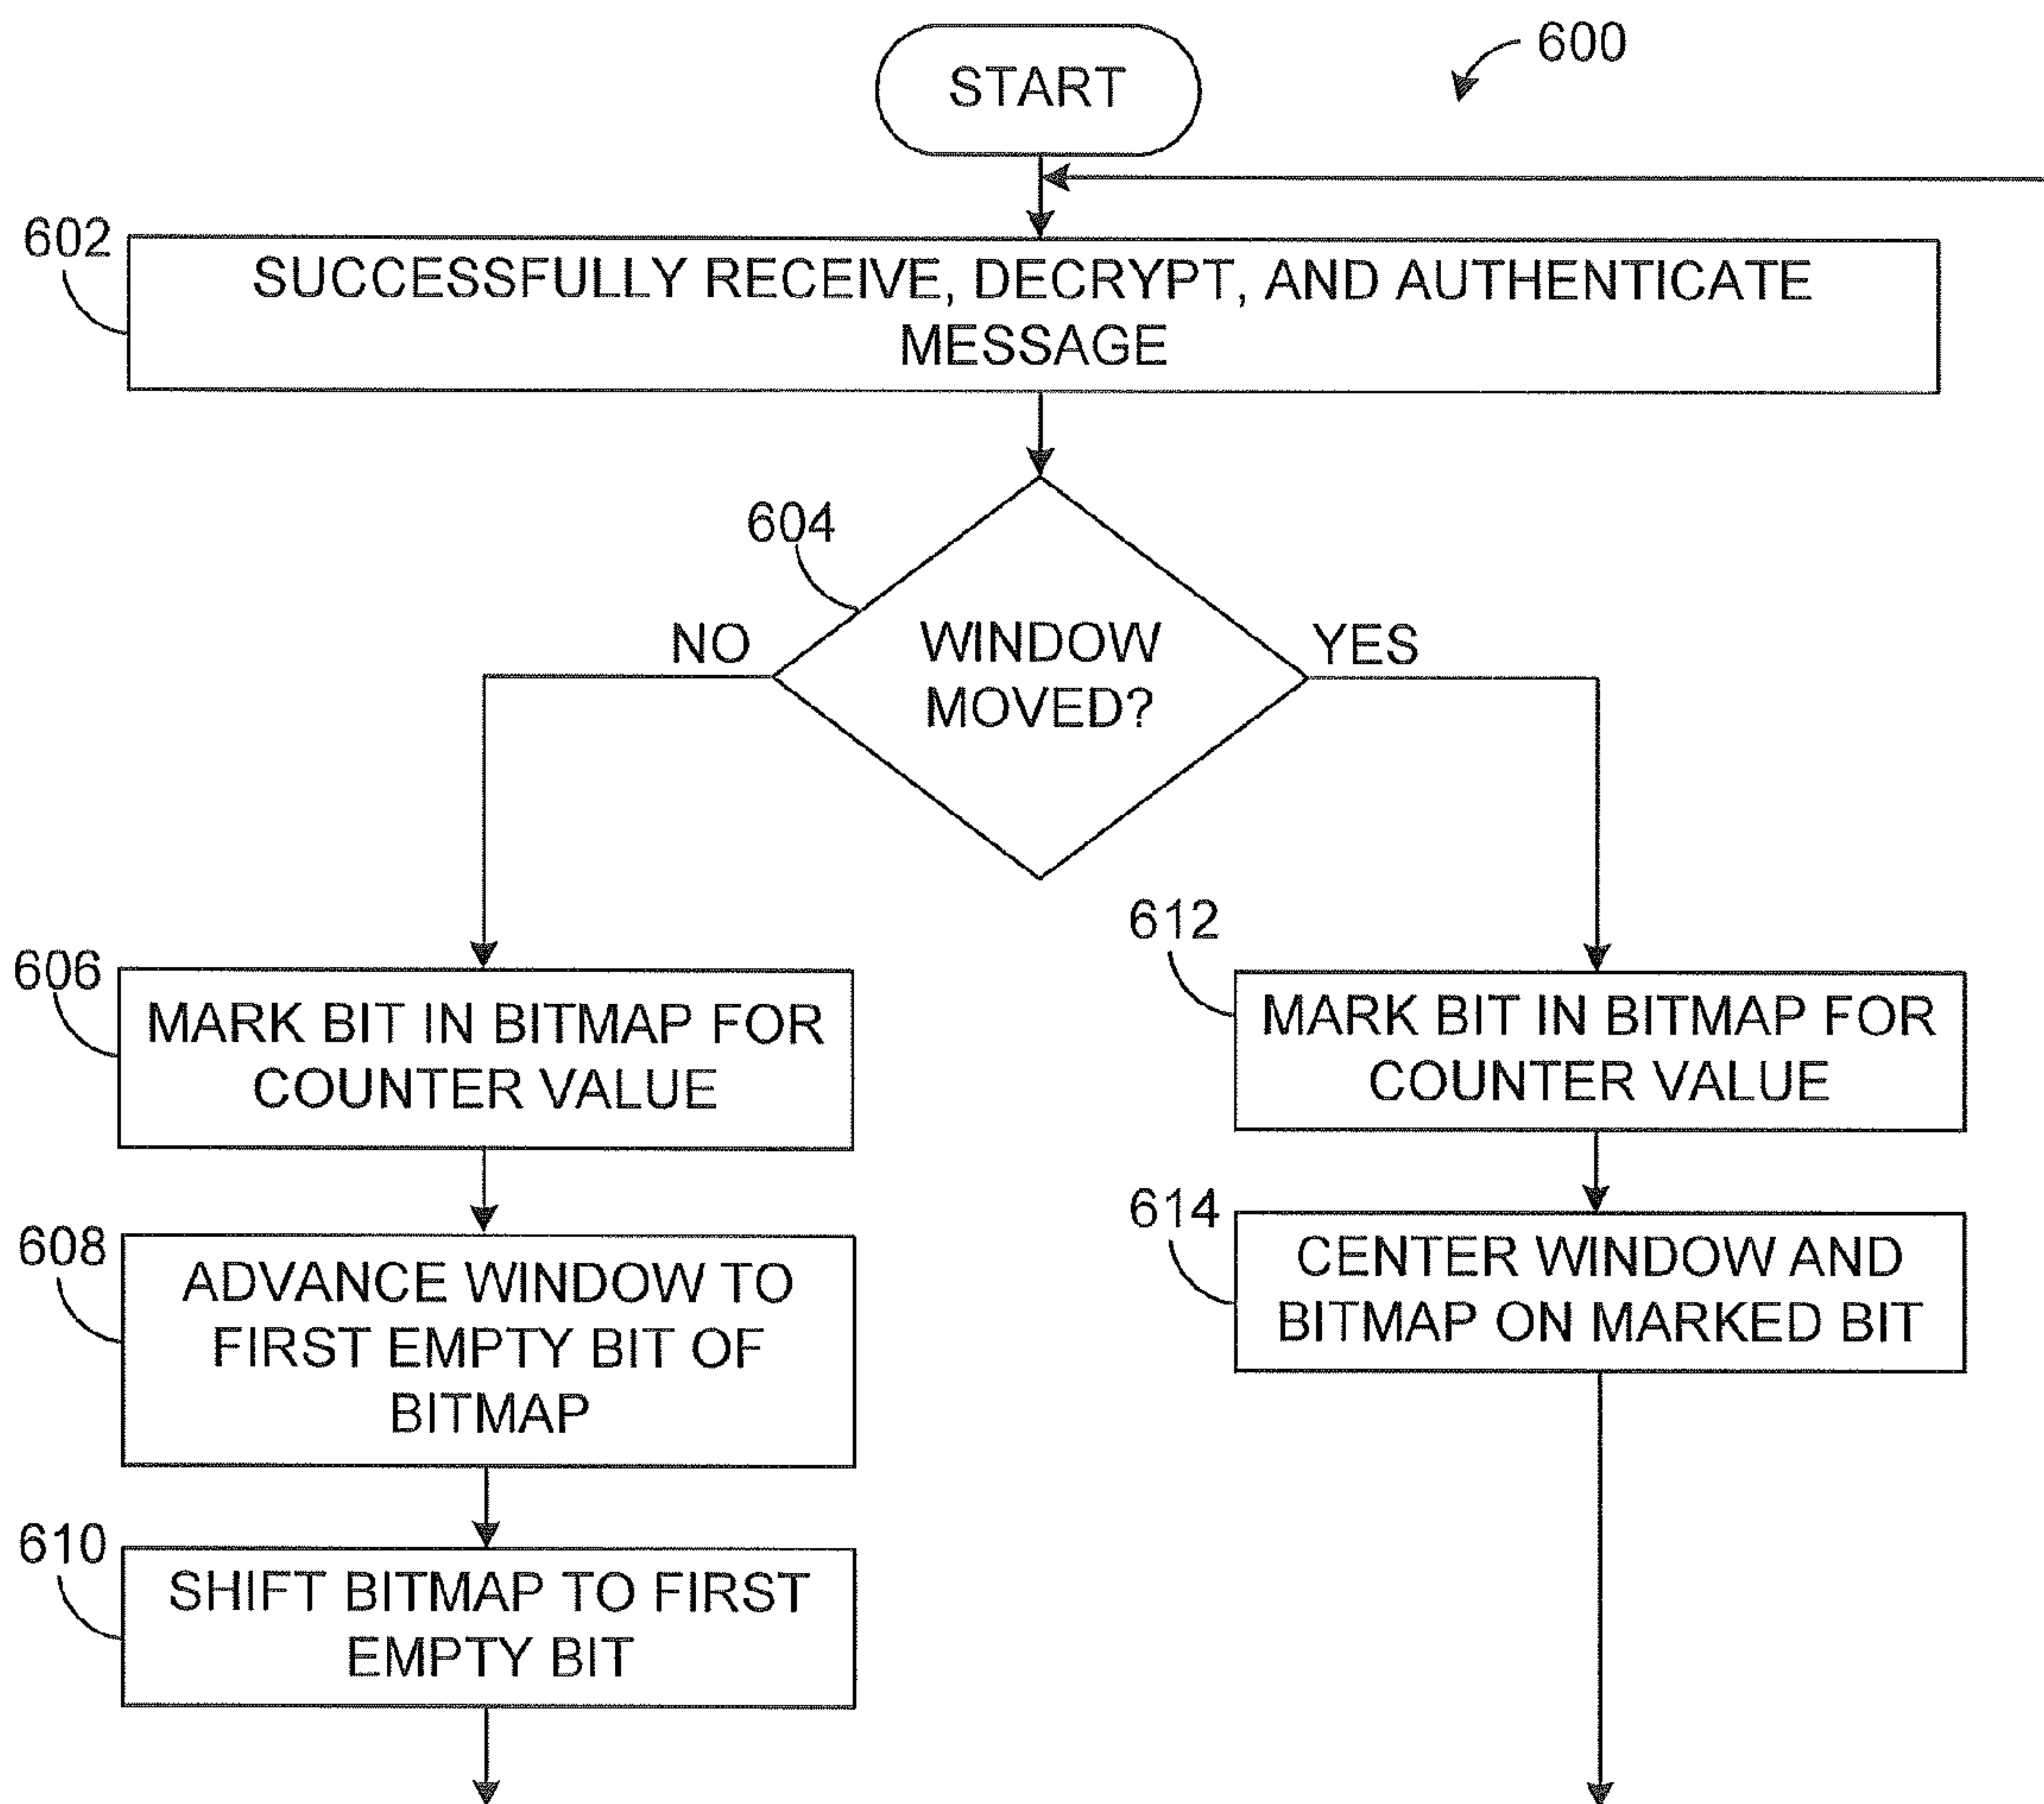 START
600
602
SUCCESSFULLY RECEIVE, DECRYPT, AND AUTHENTICATE
MESSAGE
604
NO
WINDOW
MOVED?
YES
606
MARK BIT IN BITMAP FOR
COUNTER VALUE
612
MARK BIT IN BITMAP FOR
COUNTER VALUE
608
ADVANCE WINDOW TO
FIRST EMPTY BIT OF
BITMAP
614
CENTER WINDOW AND
BITMAP ON MARKED BIT
610
SHIFT BITMAP TO FIRST
EMPTY BIT